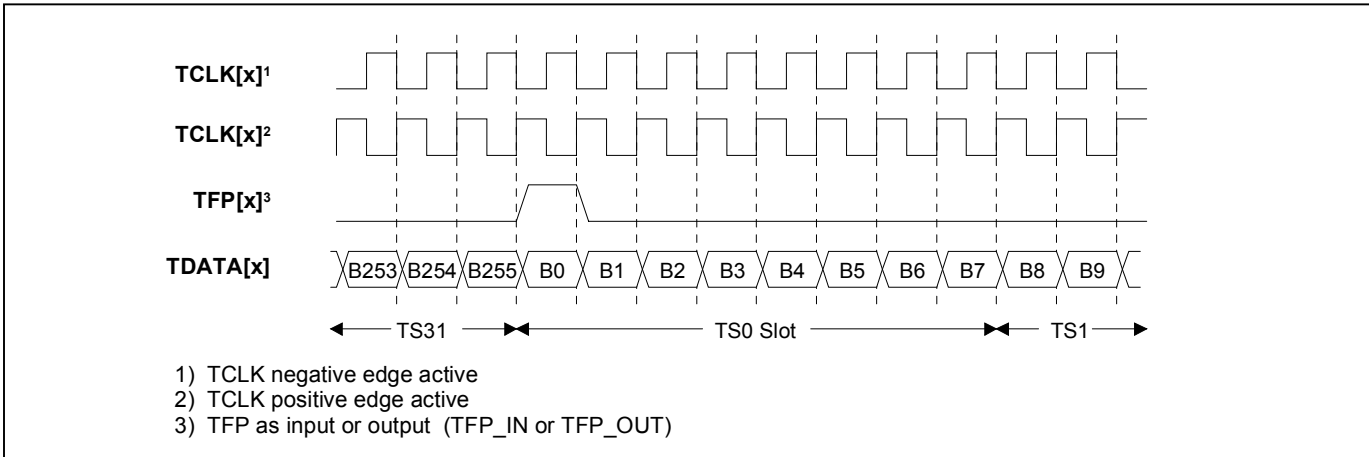 TCLK[x]¹
TCLK[x]²
TFP[x]³
TDATA[x] B253 B254 B255 B0 B1 B2 B3 B4 B5 B6 B7 B8 B9
TS31 TS0 Slot TS1
1) TCLK negative edge active
2) TCLK positive edge active
3) TFP as input or output (TFP_IN or TFP_OUT)